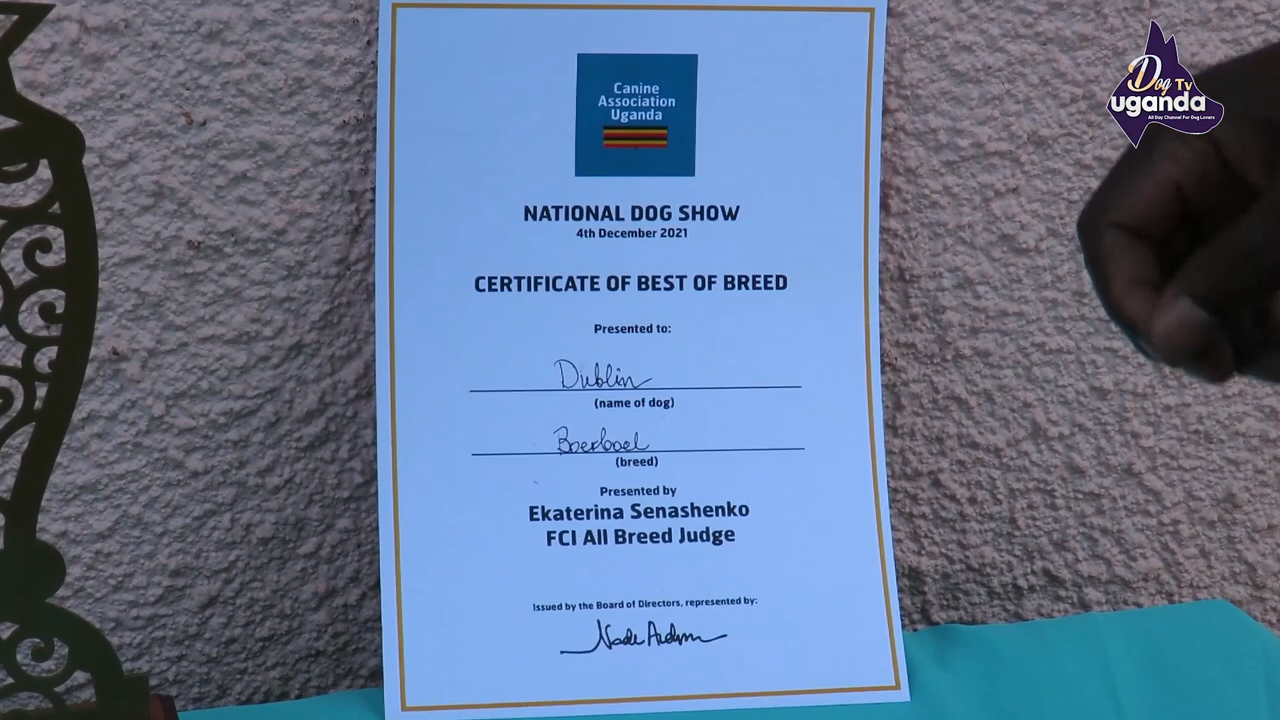 Canine
Association
Uganda
NATIONAL DOG SHOW
4th December 2021
CERTIFICATE OF BEST OF BREED
Presented to:
Dublin
(name of dog)
Boerboel
(breed)
Presented by
Ekaterina Senashenko
FCI All Breed Judge
Issued by the Board of Directors, represented by:
Dog Tv
uganda
All Day Channel For Dog Lovers